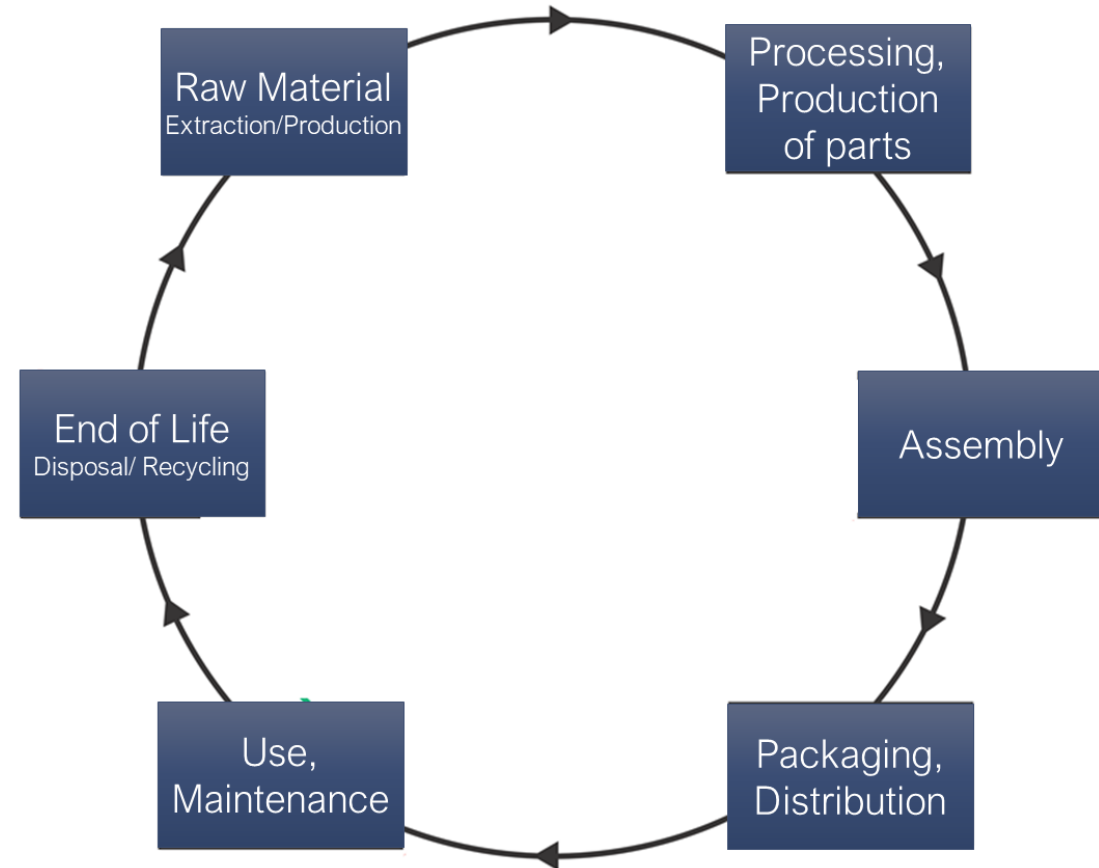 Raw Material
Extraction/Production
Processing,
Production
of parts
Assembly
Packaging,
Distribution
Use,
Maintenance
End of Life
Disposal/ Recycling